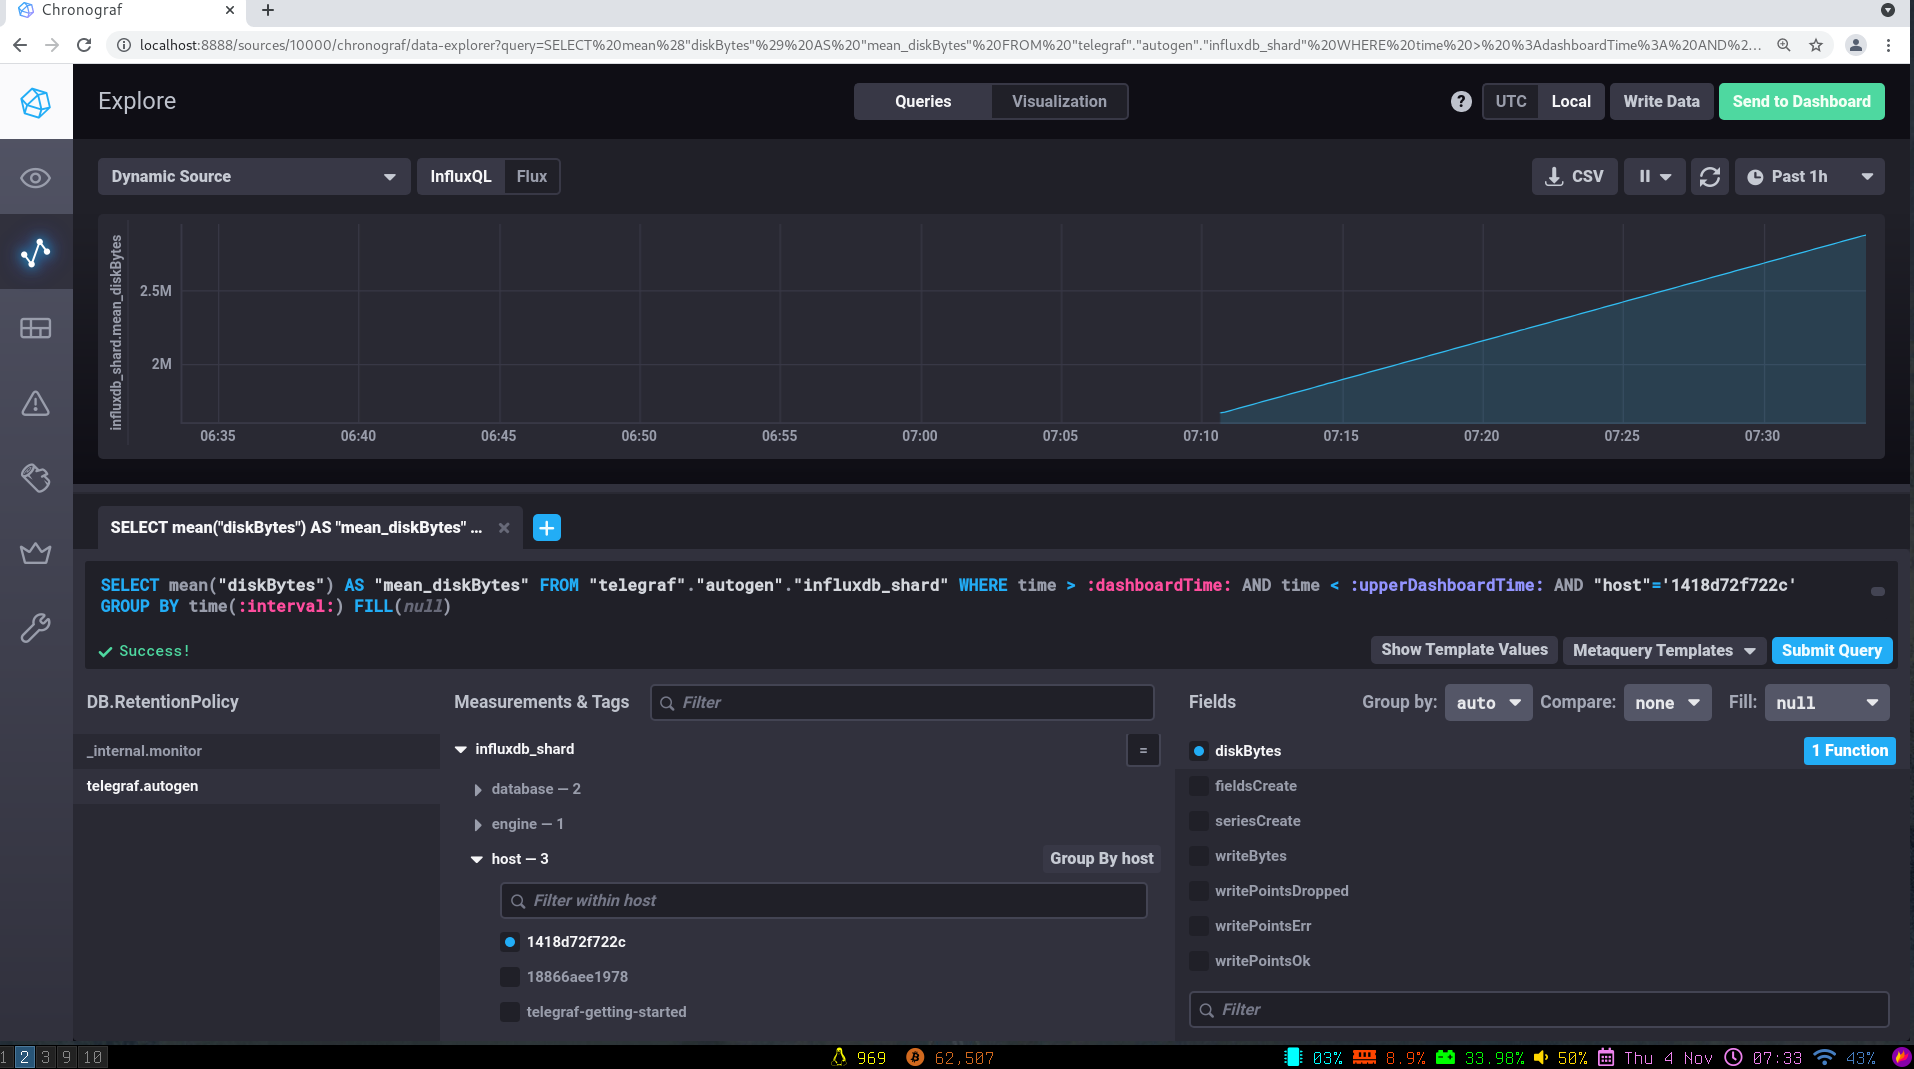 Chronograf
localhost:8888/sources/10000/chronograf/data-explorer?query=SELECT%20mean%28"diskBytes"%29%20AS%20"mean_diskBytes"%20FROM%20"telegraf"."autogen"."influxdb_shard"%20WHERE%20time%20>%20%3AdashboardTime%3A%20AND%2...
Explore
Queries Visualization
? UTC Local Write Data Send to Dashboard
Dynamic Source InfluxQL Flux CSV Past 1h
influxdb_shard.mean_diskBytes
2.5M
2M
06:35 06:40 06:45 06:50 06:55 07:00 07:05 07:10 07:15 07:20 07:25 07:30
SELECT mean("diskBytes") AS "mean_diskBytes" ...
SELECT mean("diskBytes") AS "mean_diskBytes" FROM "telegraf"."autogen"."influxdb_shard" WHERE time > :dashboardTime: AND time < :upperDashboardTime: AND "host"='1418d72f722c'
GROUP BY time(:interval:) FILL(null)
Success! Show Template Values Metaquery Templates Submit Query
DB.RetentionPolicy
_internal.monitor
telegraf.autogen
Measurements & Tags Filter
influxdb_shard =
database — 2
engine — 1
host — 3 Group By host
Filter within host
1418d72f722c
18866aee1978
telegraf-getting-started
Fields Group by: auto Compare: none Fill: null
diskBytes 1 Function
fieldsCreate
seriesCreate
writeBytes
writePointsDropped
writePointsErr
writePointsOk
Filter
1 2 3 9 10 969 62,507 03% 8.9% 33.98% 50% Thu 4 Nov 07:33 43%